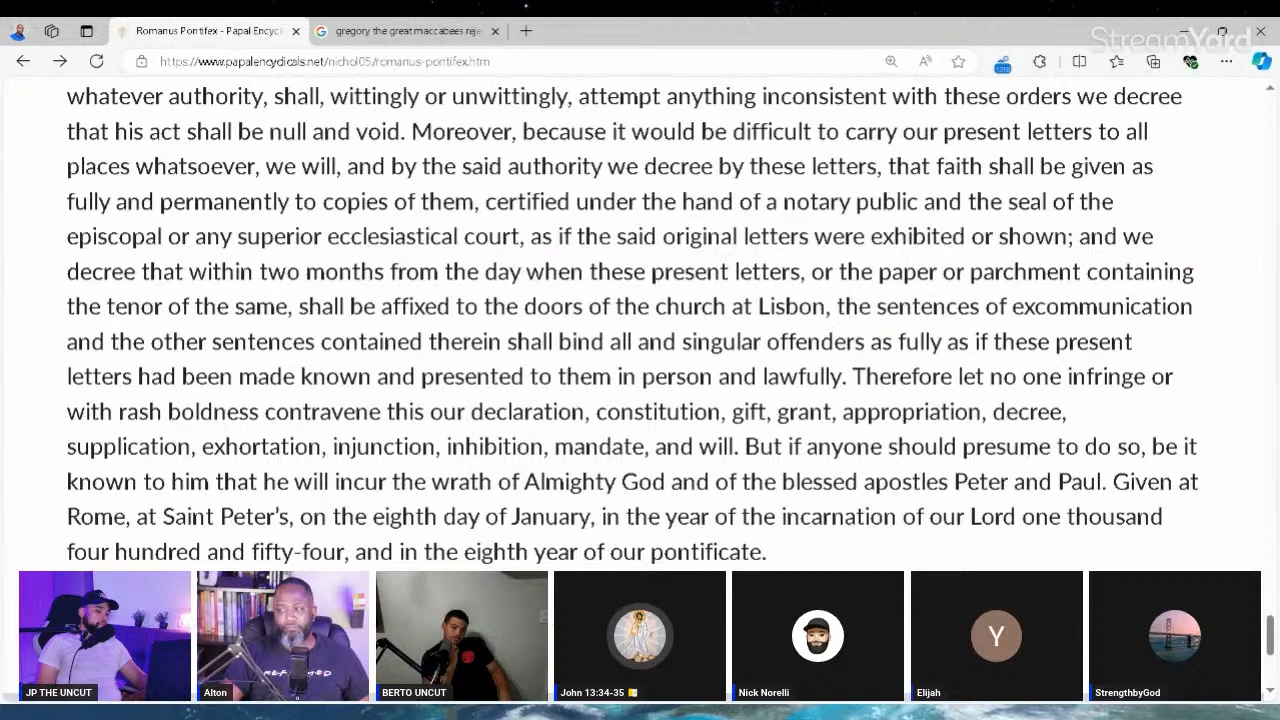 Romanus Pontifex - Papal Encycl
gregory the great maccabees reje
StreamYard
https://www.papalencyclicals.net/nichol05/romanus-pontifex.htm
whatever authority, shall, wittingly or unwittingly, attempt anything inconsistent with these orders we decree
that his act shall be null and void. Moreover, because it would be difficult to carry our present letters to all
places whatsoever, we will, and by the said authority we decree by these letters, that faith shall be given as
fully and permanently to copies of them, certified under the hand of a notary public and the seal of the
episcopal or any superior ecclesiastical court, as if the said original letters were exhibited or shown; and we
decree that within two months from the day when these present letters, or the paper or parchment containing
the tenor of the same, shall be affixed to the doors of the church at Lisbon, the sentences of excommunication
and the other sentences contained therein shall bind all and singular offenders as fully as if these present
letters had been made known and presented to them in person and lawfully. Therefore let no one infringe or
with rash boldness contravene this our declaration, constitution, gift, grant, appropriation, decree,
supplication, exhortation, injunction, inhibition, mandate, and will. But if anyone should presume to do so, be it
known to him that he will incur the wrath of Almighty God and of the blessed apostles Peter and Paul. Given at
Rome, at Saint Peter's, on the eighth day of January, in the year of the incarnation of our Lord one thousand
four hundred and fifty-four, and in the eighth year of our pontificate.
REFORMED
Y
JP THE UNCUT
Alton
BERTO UNCUT
John 13:34-35
Nick Norelli
Elijah
StrengthbyGod